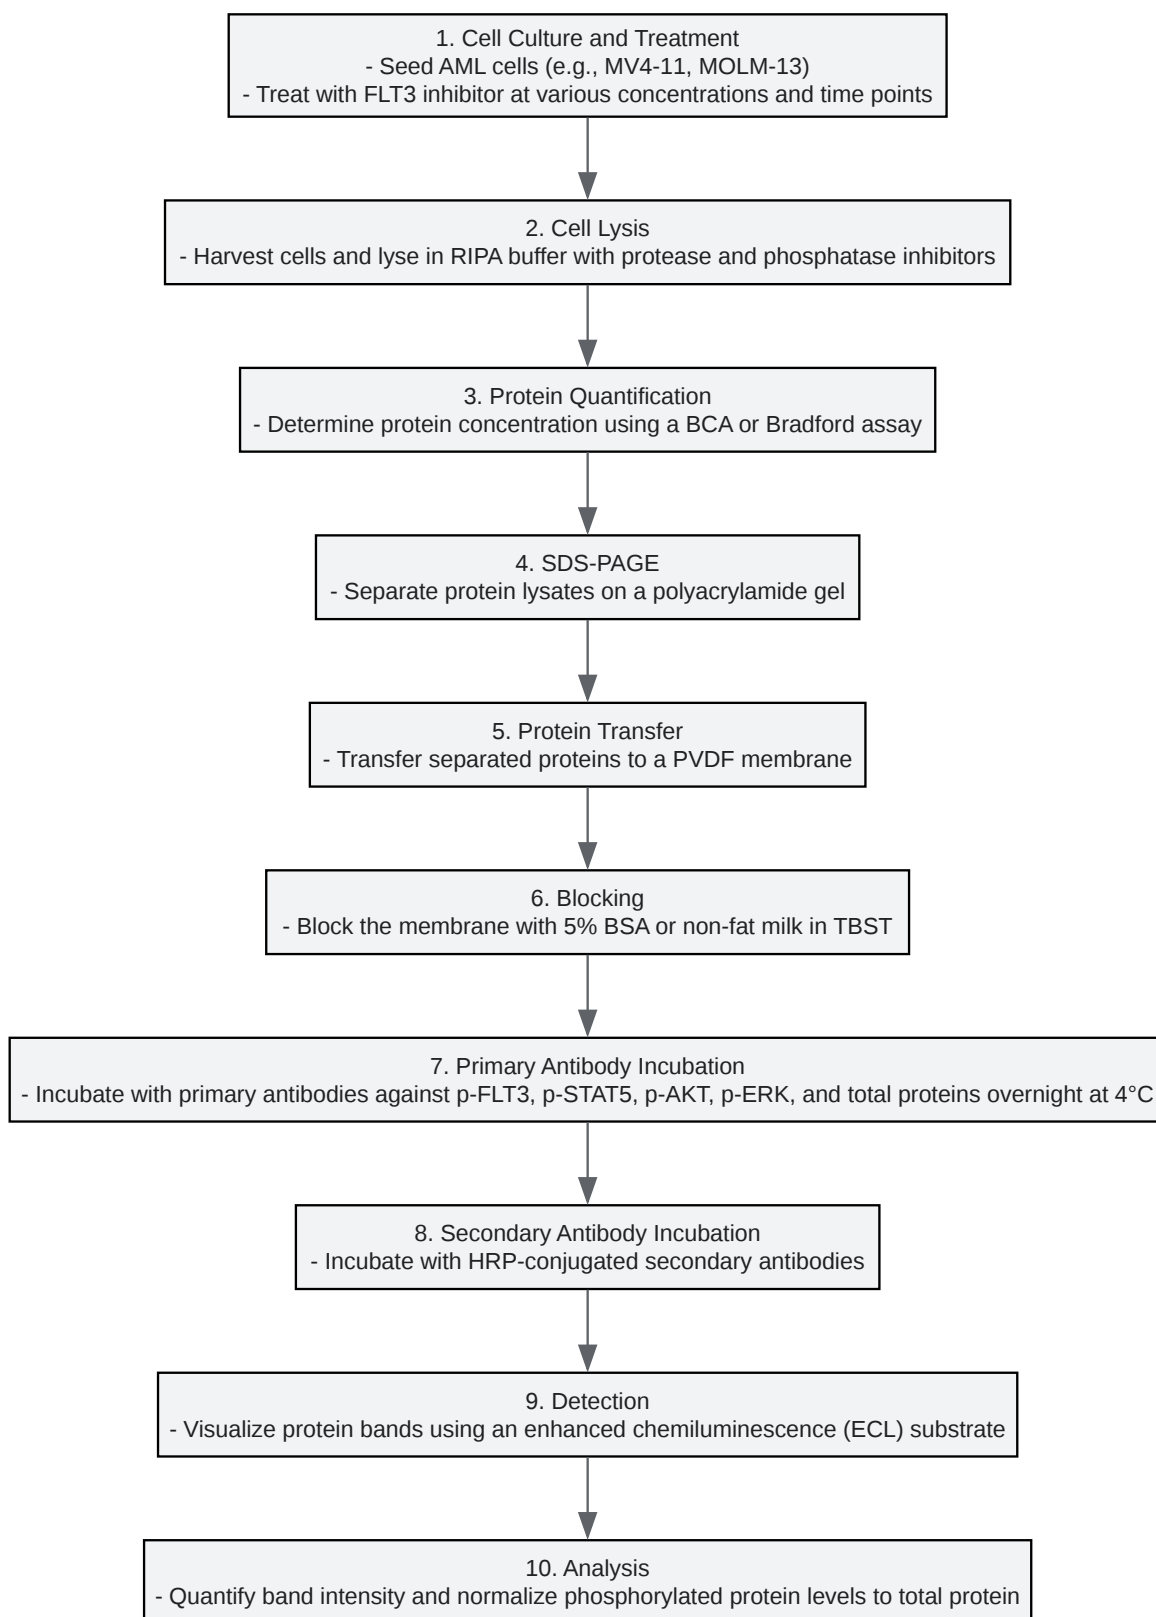 1. Cell Culture and Treatment
- Seed AML cells (e.g., MV4-11, MOLM-13)
- Treat with FLT3 inhibitor at various concentrations and time points
2. Cell Lysis
- Harvest cells and lyse in RIPA buffer with protease and phosphatase inhibitors
3. Protein Quantification
- Determine protein concentration using a BCA or Bradford assay
4. SDS-PAGE
- Separate protein lysates on a polyacrylamide gel
5. Protein Transfer
- Transfer separated proteins to a PVDF membrane
6. Blocking
- Block the membrane with 5% BSA or non-fat milk in TBST
7. Primary Antibody Incubation
- Incubate with primary antibodies against p-FLT3, p-STAT5, p-AKT, p-ERK, and total proteins overnight at 4°C
8. Secondary Antibody Incubation
- Incubate with HRP-conjugated secondary antibodies
9. Detection
- Visualize protein bands using an enhanced chemiluminescence (ECL) substrate
10. Analysis
- Quantify band intensity and normalize phosphorylated protein levels to total protein